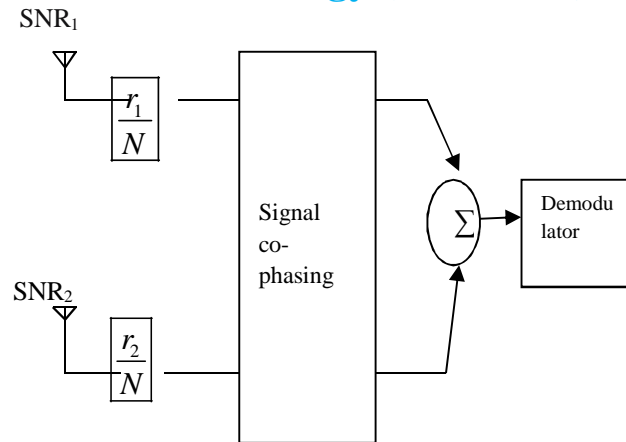 SNR₁
r₁
N
Signal
co-
phasing
∑
Demodu
lator
SNR₂
r₂
N